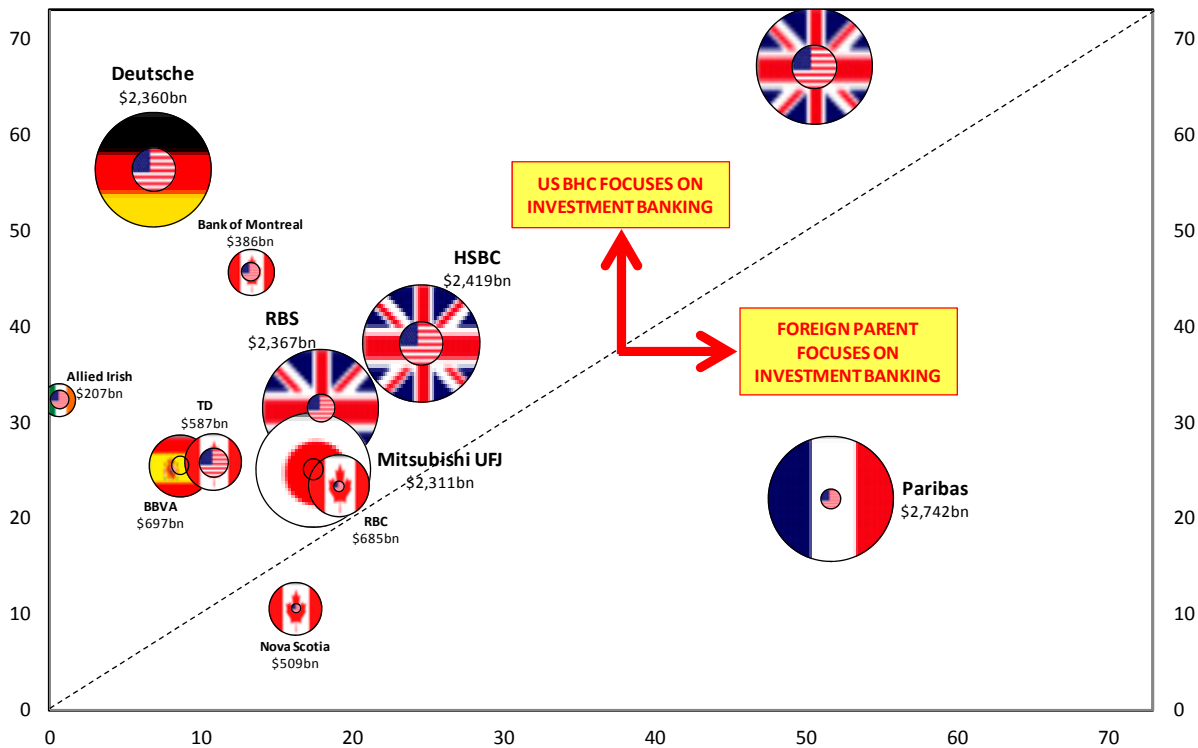 70
70
Deutsche
$2,360bn
60
60
US BHC FOCUSES ON
INVESTMENT BANKING
50
50
Bank of Montreal
$386bn
HSBC
$2,419bn
40
40
RBS
$2,367bn
FOREIGN PARENT
FOCUSES ON
INVESTMENT BANKING
Allied Irish
$207bn
30
30
TD
$587bn
Mitsubishi UFJ
$2,311bn
Paribas
$2,742bn
BBVA
$697bn
RBC
$685bn
20
20
10
10
Nova Scotia
$509bn
0
0
0 10 20 30 40 50 60 70